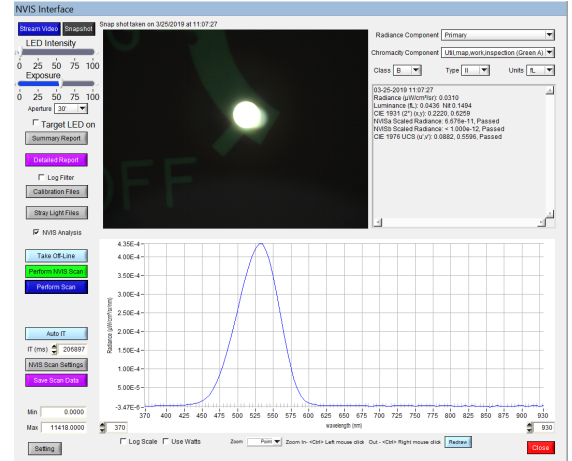 NVIS Interface
Stream Video Snapshot
Snap shot taken on 3/25/2019 at 11:07:27
LED Intensity
0 25 50 75 100
Exposure
0 25 50 75 100
Aperture 30'
Target LED on
Summary Report
Detailed Report
Log Filter
Calibration Files
Stray Light Files
NVIS Analysis
Take Off-Line
Perform NVIS Scan
Perform Scan
Auto IT
IT (ms) 206897
NVIS Scan Settings
Save Scan Data
Min 0.0000
Max 11418.0000
Setting
OFF
Radiance Component Primary
Chromacity Component Util,map,work,inspection (Green A)
Class B Type II Units fL
03-25-2019 11:07:27
Radiance (µW/cm²/sr): 0.0310
Luminance (fL): 0.0436 Nit 0.1494
CIE 1931 (2°) (x,y): 0.2220, 0.6259
NVISa Scaled Radiance: 6.676e-11, Passed
NVISb Scaled Radiance: < 1.000e-12, Passed
CIE 1976 UCS (u',v'): 0.0882, 0.5596, Passed
Radiance (µW/cm²/sr/nm)
4.35E-4
4.00E-4
3.50E-4
3.00E-4
2.50E-4
2.00E-4
1.50E-4
1.00E-4
5.00E-5
-3.47E-6
370 400 425 450 475 500 525 550 575 600 625 650 675 700 725 750 775 800 825 850 875 900 930
370 wavelength (nm) 930
Log Scale Use Watts Zoom Point Zoom In- <Ctrl> Left mouse click Out - <Ctrl> Right mouse click Redraw
Close